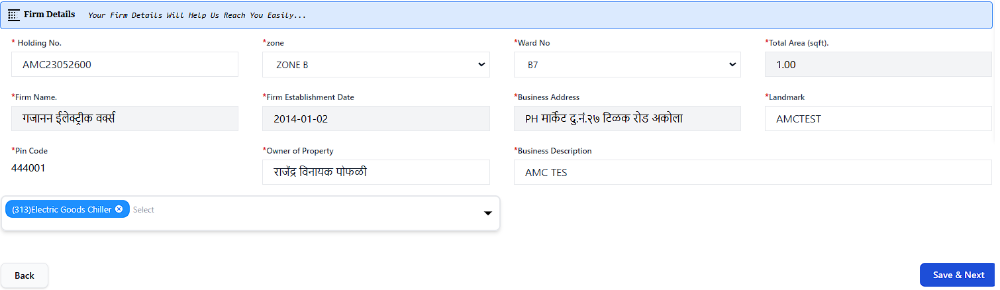 Firm Details Your Firm Details Will Help Us Reach You Easily...
* Holding No. *zone *Ward No *Total Area (sqft).
AMC23052600 ZONE B B7 1.00
*Firm Name. *Firm Establishment Date *Business Address *Landmark
गजानन ईलेक्ट्रीक वर्क्स 2014-01-02 PH मार्केट दु.नं.२७ टिळक रोड अकोला AMCTEST
*Pin Code *Owner of Property *Business Description
444001 राजेंद्र विनायक पोफळी AMC TES
(313)Electric Goods Chiller Select
Back Save & Next